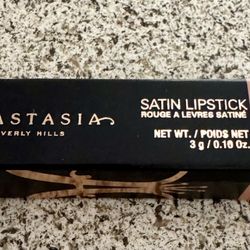 ASTASIA
VERLY HILLS
SATIN LIPSTICK
ROUGE A LEVRES SATINÉ
NET WT. / POIDS NET
3 g / 0.10 Oz.